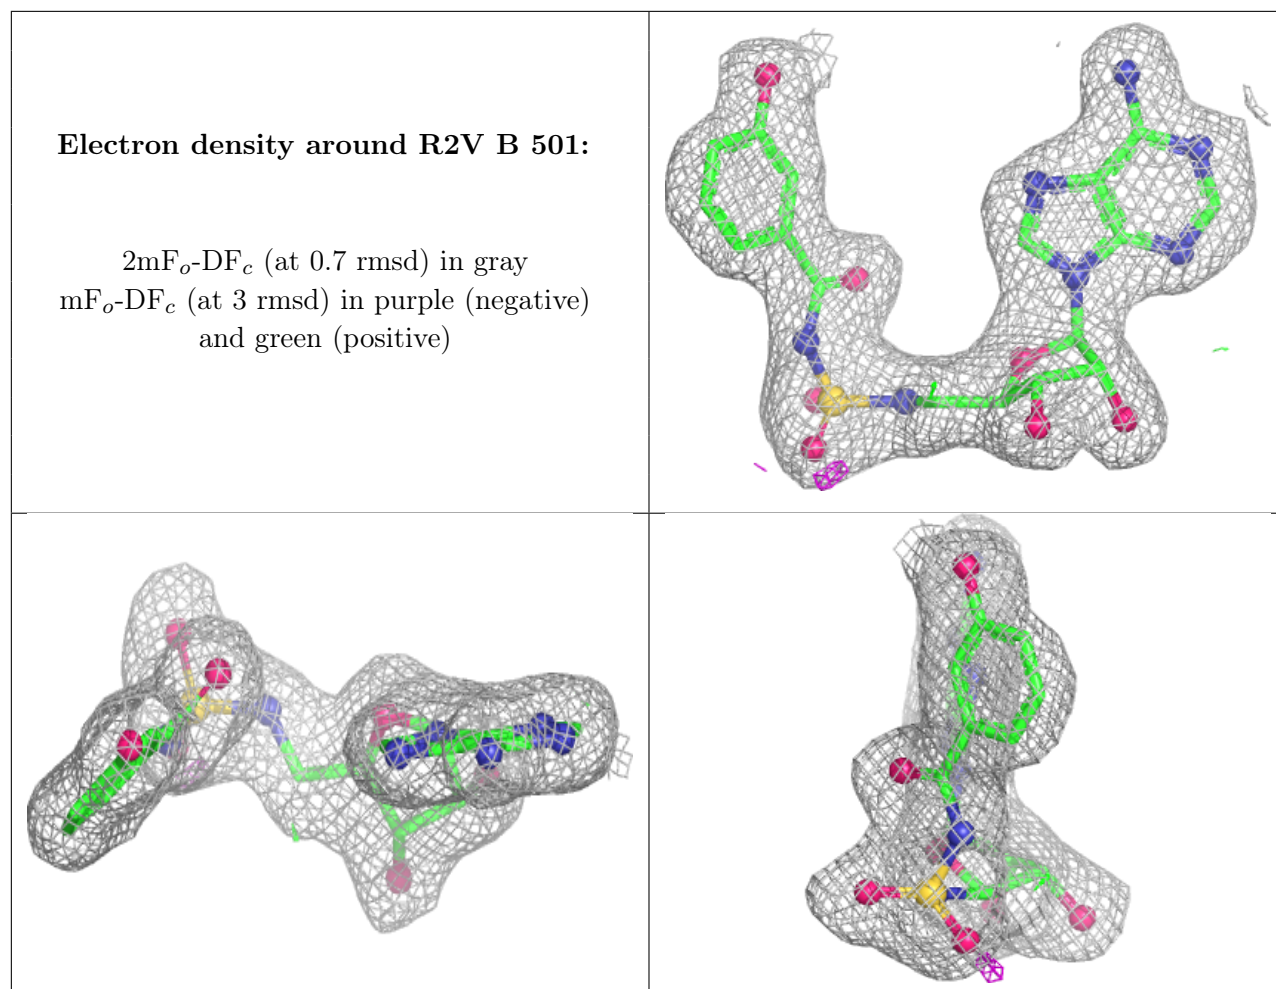 Electron density around R2V B 501:
2mFo-DFc (at 0.7 rmsd) in gray
mFo-DFc (at 3 rmsd) in purple (negative)
and green (positive)